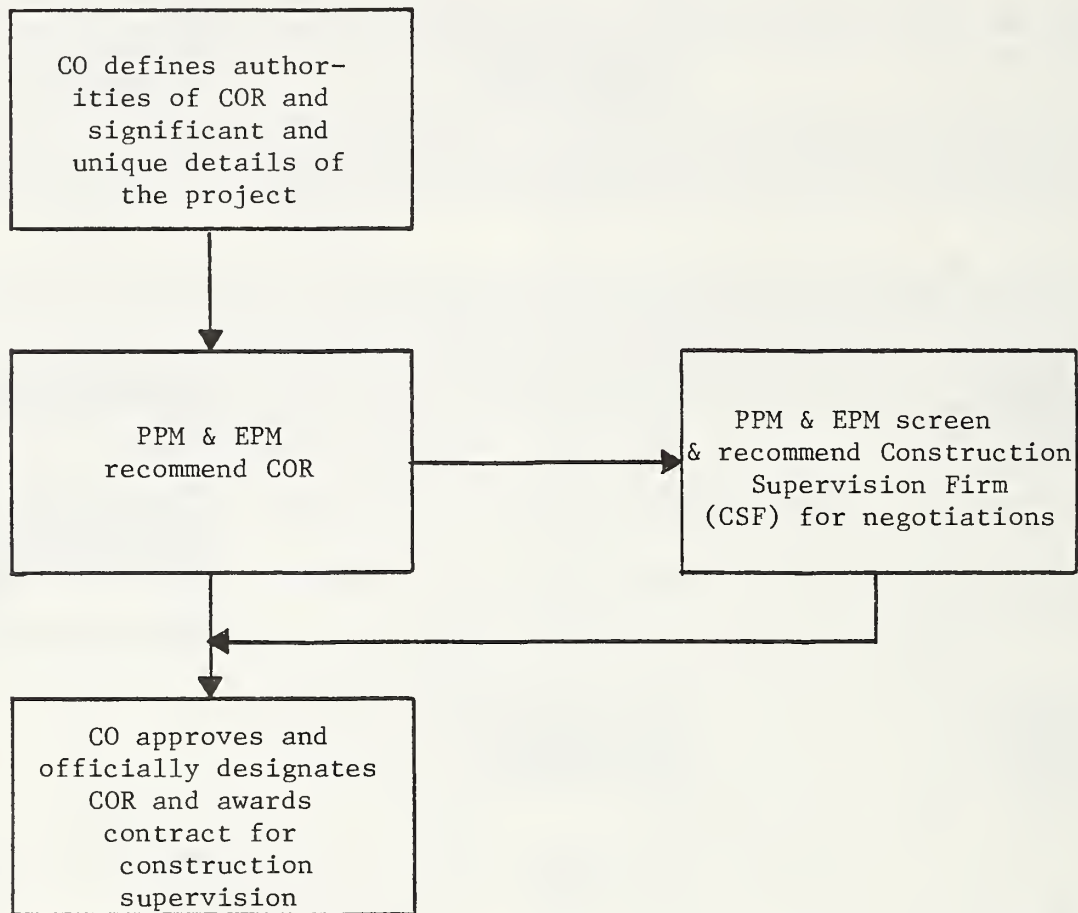 CO defines author-
ities of COR and
significant and
unique details of
the project
PPM & EPM
recommend COR
PPM & EPM screen
& recommend Construction
Supervision Firm
(CSF) for negotiations
CO approves and
officially designates
COR and awards
contract for
construction
supervision